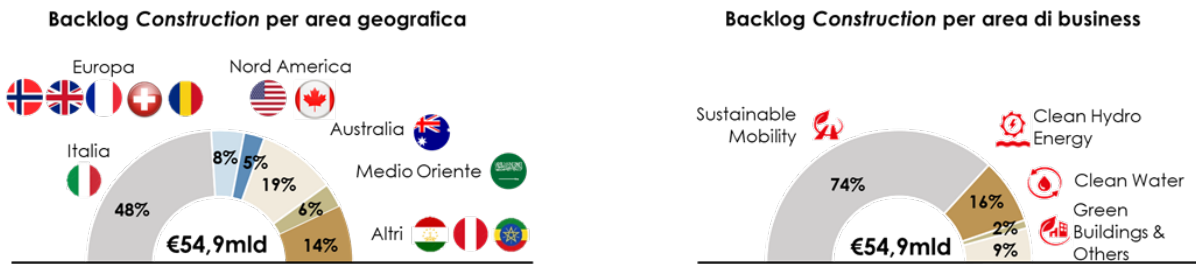 Backlog Construction per area geografica
Europa
Nord America
Australia
Italia
Medio Oriente
Altri
48%
8%
5%
19%
6%
14%
€54,9mld
Backlog Construction per area di business
Sustainable
Mobility
Clean Hydro
Energy
Clean Water
Green
Buildings &
Others
74%
16%
2%
9%
€54,9mld